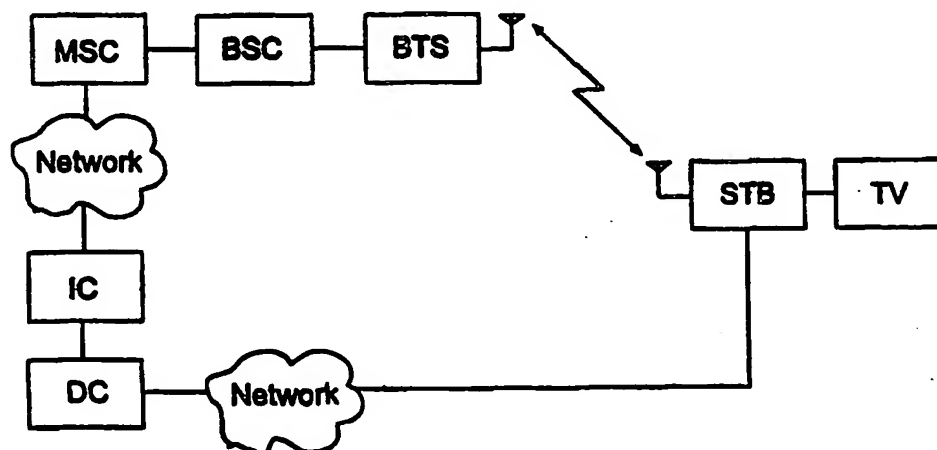 MSC
BSC
BTS
Network
STB
TV
IC
DC
Network